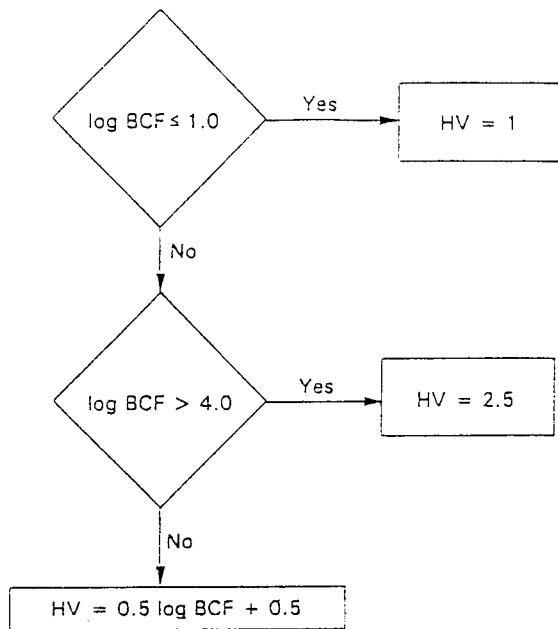 log BCF ≤ 1.0
Yes
HV = 1
No
log BCF > 4.0
Yes
HV = 2.5
No
HV = 0.5 log BCF + 0.5